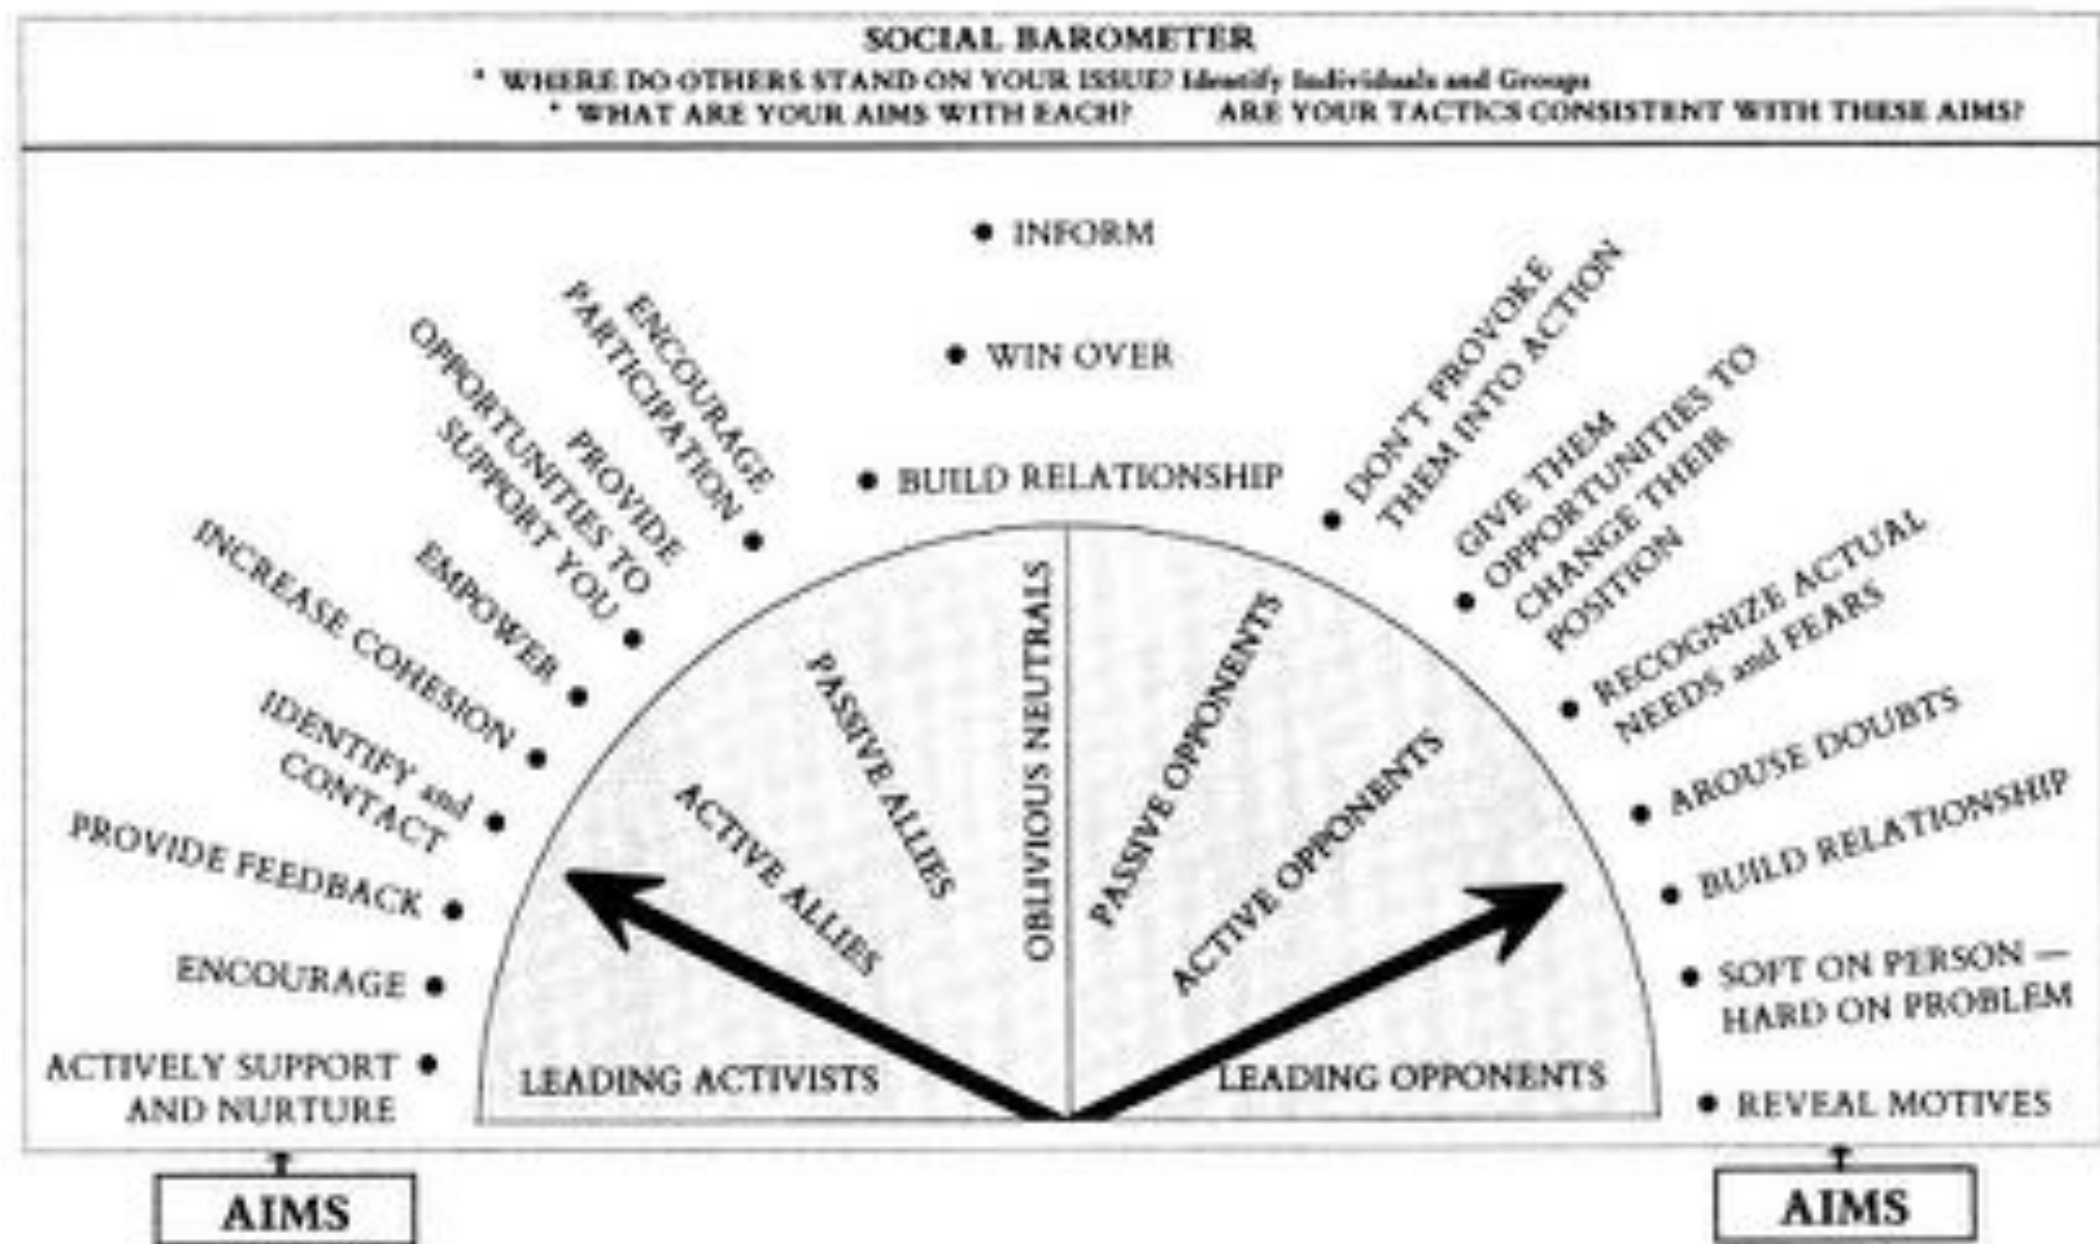 SOCIAL BAROMETER
* WHERE DO OTHERS STAND ON YOUR ISSUE? Identify Individuals and Groups
* WHAT ARE YOUR AIMS WITH EACH? ARE YOUR TACTICS CONSISTENT WITH THESE AIMS?
• INFORM
• WIN OVER
• BUILD RELATIONSHIP
ENCOURAGE
PARTICIPATION •
PROVIDE
OPPORTUNITIES TO
SUPPORT YOU •
EMPOWER •
INCREASE COHESION •
IDENTIFY and
CONTACT •
PROVIDE FEEDBACK •
ENCOURAGE •
ACTIVELY SUPPORT •
AND NURTURE
• DON'T PROVOKE
THEM INTO ACTION
GIVE THEM
• OPPORTUNITIES TO
CHANGE THEIR
POSITION
• RECOGNIZE ACTUAL
NEEDS and FEARS
• AROUSE DOUBTS
• BUILD RELATIONSHIP
• SOFT ON PERSON —
HARD ON PROBLEM
• REVEAL MOTIVES
LEADING ACTIVISTS
ACTIVE ALLIES
PASSIVE ALLIES
OBLIVIOUS NEUTRALS
PASSIVE OPPONENTS
ACTIVE OPPONENTS
LEADING OPPONENTS
AIMS
AIMS